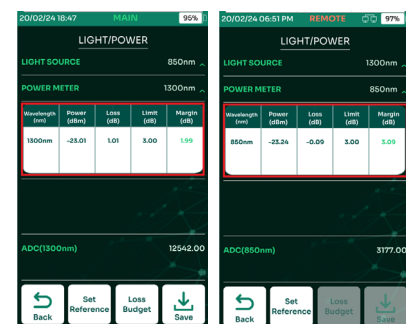 20/02/24 18:47 MAIN 95%
LIGHT/POWER
LIGHT SOURCE 850nm
POWER METER 1300nm
Wavelength (nm) Power (dBm) Loss (dB) Limit (dB) Margin (dB)
1300nm -23.01 1.01 3.00 1.99
ADC(1300nm) 12542.00
Back Set Reference Loss Budget Save
20/02/24 06:51 PM REMOTE 97%
LIGHT/POWER
LIGHT SOURCE 1300nm
POWER METER 850nm
Wavelength (nm) Power (dBm) Loss (dB) Limit (dB) Margin (dB)
850nm -23.24 -0.09 3.00 3.09
ADC(850nm) 3177.00
Back Set Reference Loss Budget Save